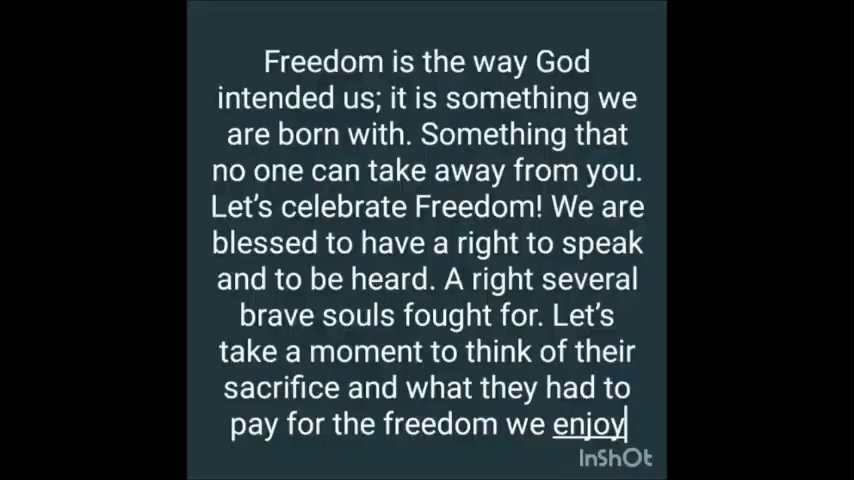 Freedom is the way God
intended us; it is something we
are born with. Something that
no one can take away from you.
Let's celebrate Freedom! We are
blessed to have a right to speak
and to be heard. A right several
brave souls fought for. Let's
take a moment to think of their
sacrifice and what they had to
pay for the freedom we enjoy
InShOt